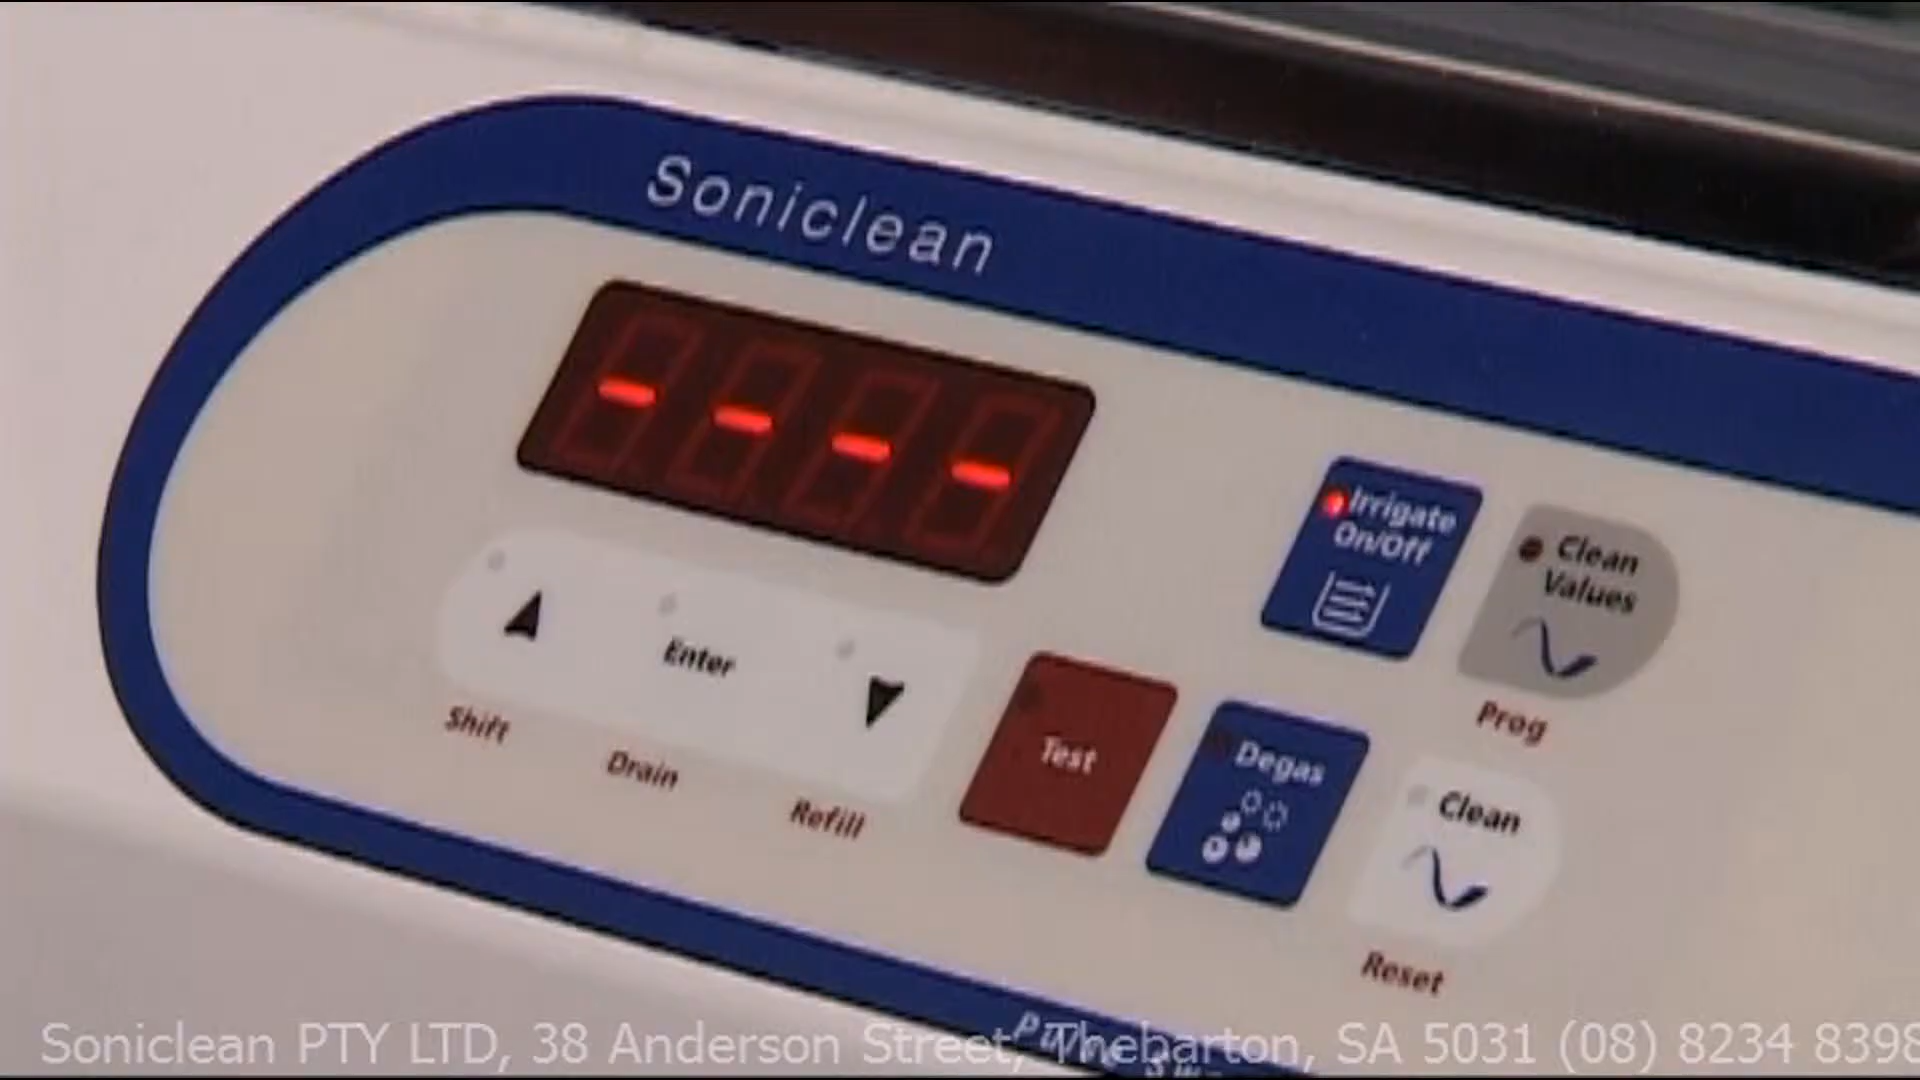 Soniclean
- - - -
Irrigate
On/Off
Clean
Values
Prog
Enter
Shift
Drain
Refill
Test
Degas
Clean
Reset
Soniclean PTY LTD, 38 Anderson Street, Thebarton, SA 5031 (08) 8234 8398